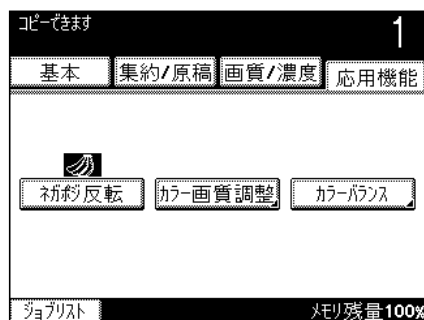 コピーできます
1
基本 集約/原稿 画質/濃度 応用機能
ネガポジ反転 カラー画質調整 カラーバランス
ジョブリスト メモリ残量100%